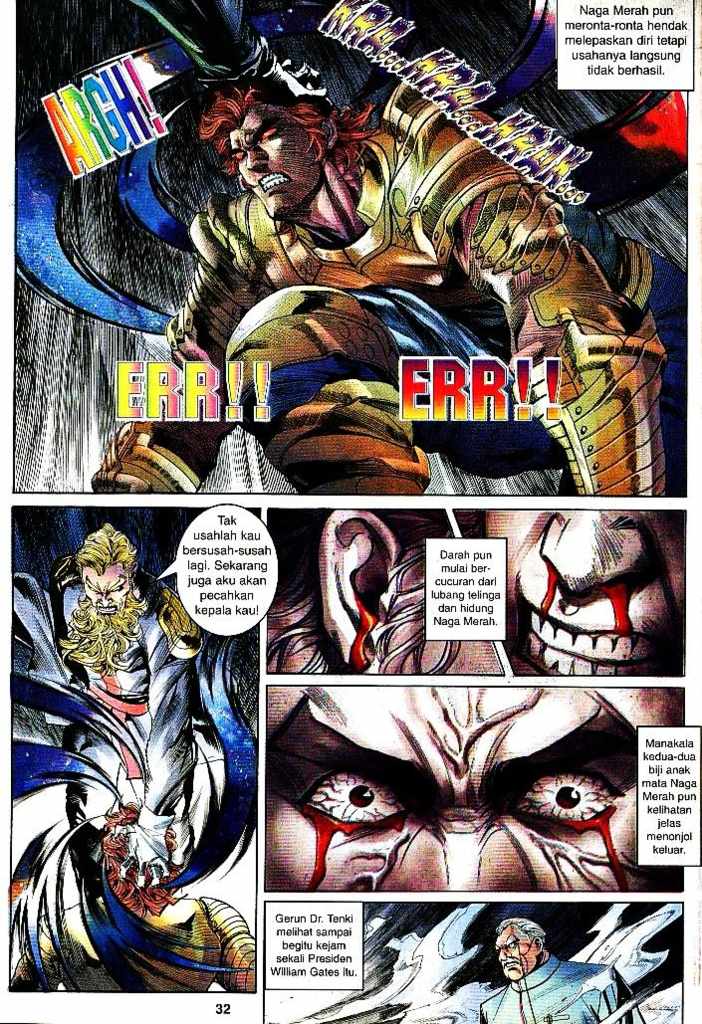 Naga Merah pun
meronta-ronta hendak
melepaskan diri tetapi
usahanya langsung
tidak berhasil.
ARGH!
ERR!!
ERR!!
Tak
usahlah kau
bersusah-susah
lagi. Sekarang
juga aku akan
pecahkan
kepala kau!
Darah pun
mulai ber-
cucuran dari
lubang telinga
dan hidung
Naga Merah.
Manakala
kedua-dua
biji anak
mata Naga
Merah pun
kelihatan
jelas
menonjol
keluar.
Gerun Dr. Tenki
melihat sampai
begitu kejam
sekali Presiden
William Gates itu.
32